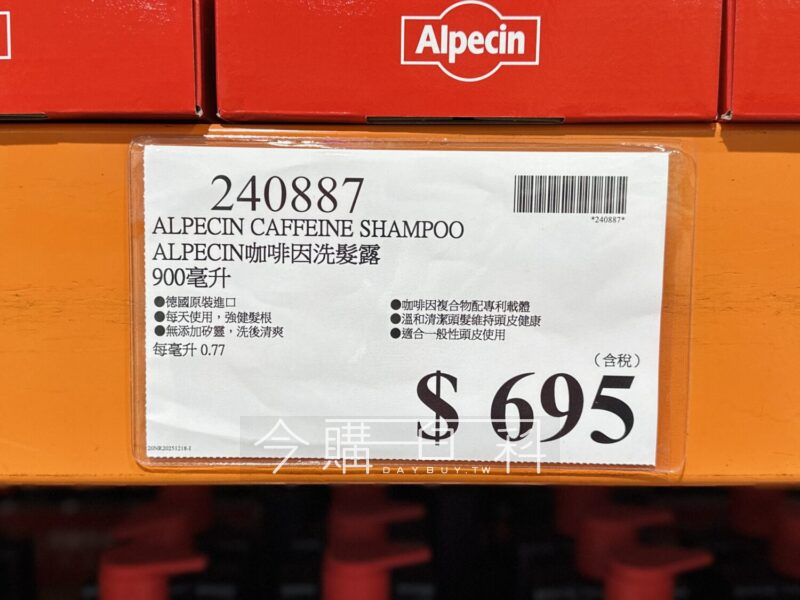 Alpecin
240887
*240887*
ALPECIN CAFFEINE SHAMPOO
ALPECIN咖啡因洗髮露
900毫升
●德國原裝進口
●每天使用，強健髮根
●無添加矽靈，洗後清爽
●咖啡因複合物配專利載體
●溫和清潔頭髮維持頭皮健康
●適合一般性頭皮使用
每毫升 0.77
（含稅）
$ 695
今購百科
DAYBUY.TW